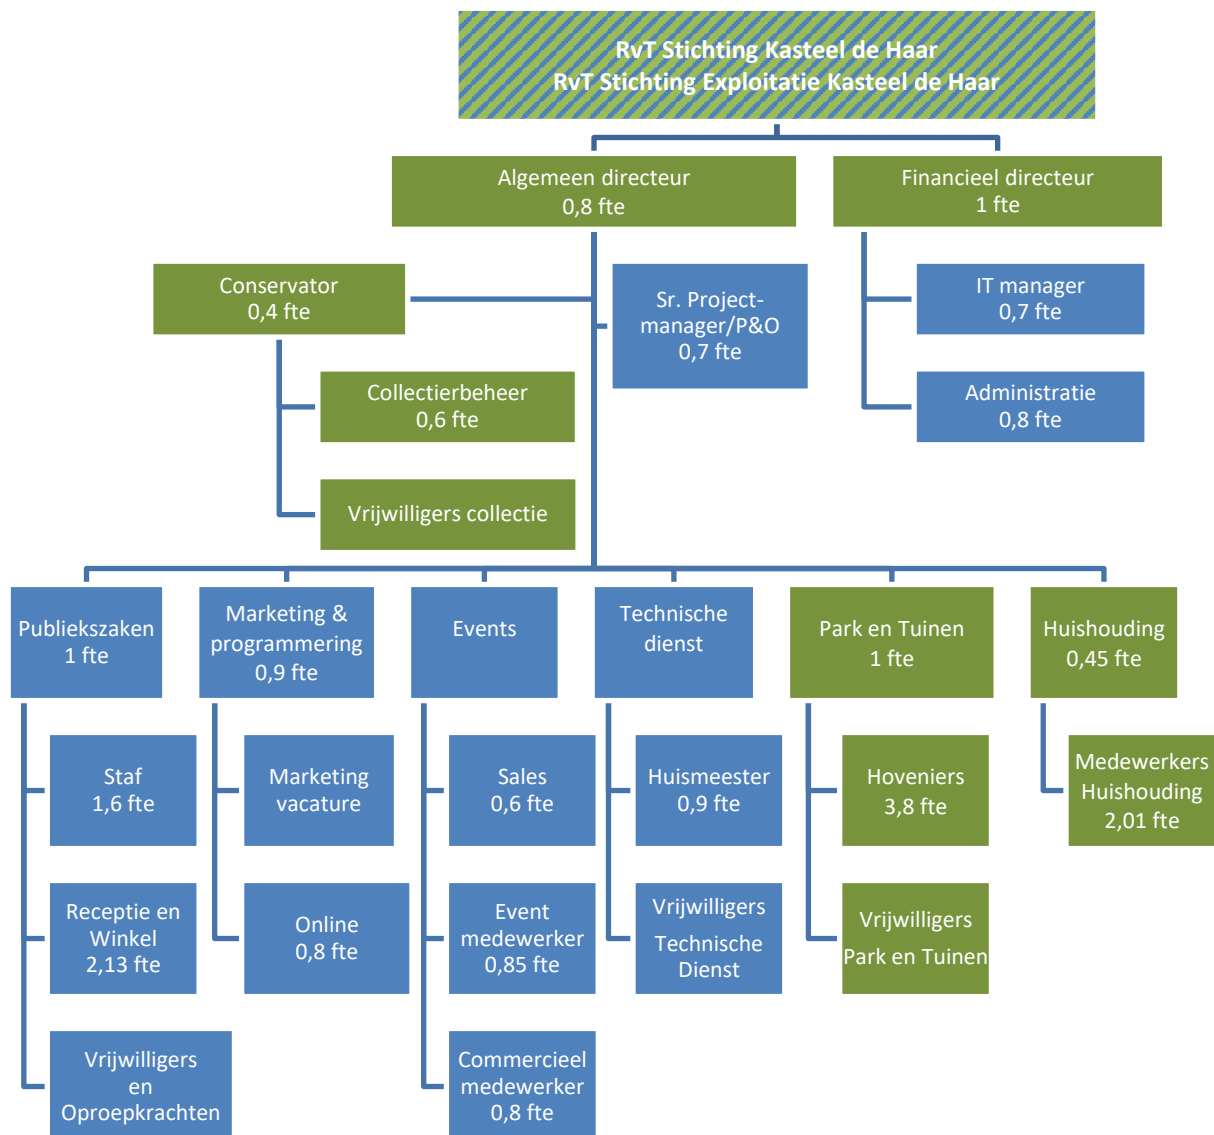 RvT Stichting Kasteel de Haar
RvT Stichting Exploitatie Kasteel de Haar
Algemeen directeur
0,8 fte
Financieel directeur
1 fte
Conservator
0,4 fte
Sr. Project-
manager/P&O
0,7 fte
IT manager
0,7 fte
Collectierbeheer
0,6 fte
Administratie
0,8 fte
Vrijwilligers collectie
Publiekszaken
1 fte
Marketing &
programmering
0,9 fte
Events
Technische
dienst
Park en Tuinen
1 fte
Huishouding
0,45 fte
Staf
1,6 fte
Marketing
vacature
Sales
0,6 fte
Huismeester
0,9 fte
Hoveniers
3,8 fte
Medewerkers
Huishouding
2,01 fte
Receptie en
Winkel
2,13 fte
Online
0,8 fte
Event
medewerker
0,85 fte
Vrijwilligers
Technische
Dienst
Vrijwilligers
Park en Tuinen
Vrijwilligers
en
Oproepkrachten
Commercieel
medewerker
0,8 fte